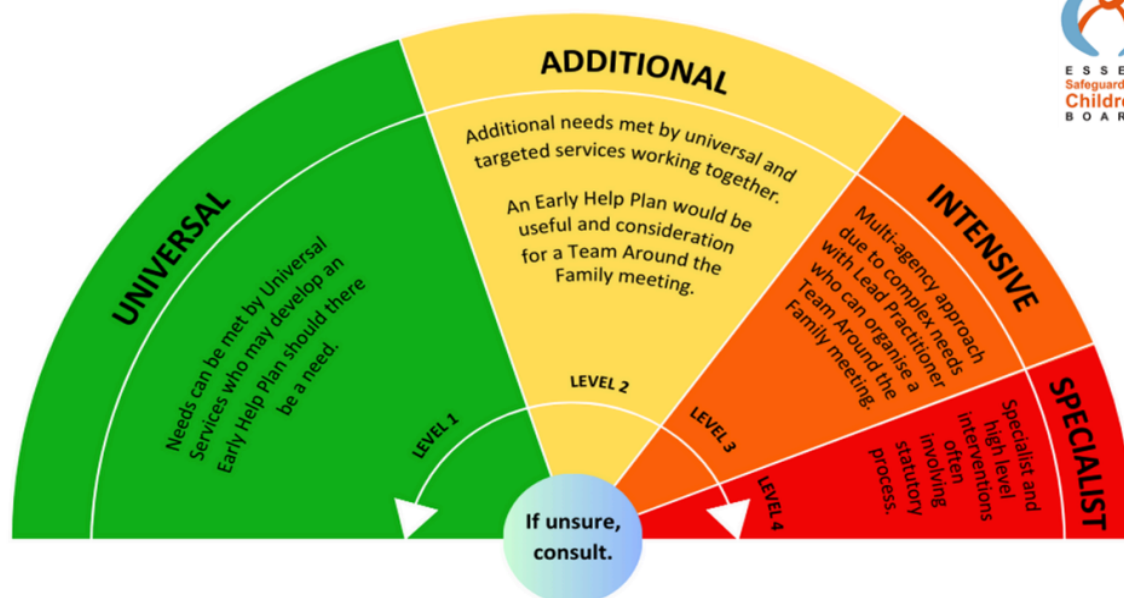 UNIVERSAL
Needs can be met by Universal
Services who may develop an
Early Help Plan should there
be a need.
LEVEL 1
ADDITIONAL
Additional needs met by universal and
targeted services working together.
An Early Help Plan would be
useful and consideration
for a Team Around the
Family meeting.
LEVEL 2
INTENSIVE
Multi-agency approach
due to complex needs
with Lead Practitioner
who can organise a
Team Around the
Family meeting.
LEVEL 3
SPECIALIST
Specialist and
high level
interventions
often
involving
statutory
process.
LEVEL 4
If unsure,
consult.
ESSE
Safeguard
Childre
BOAR